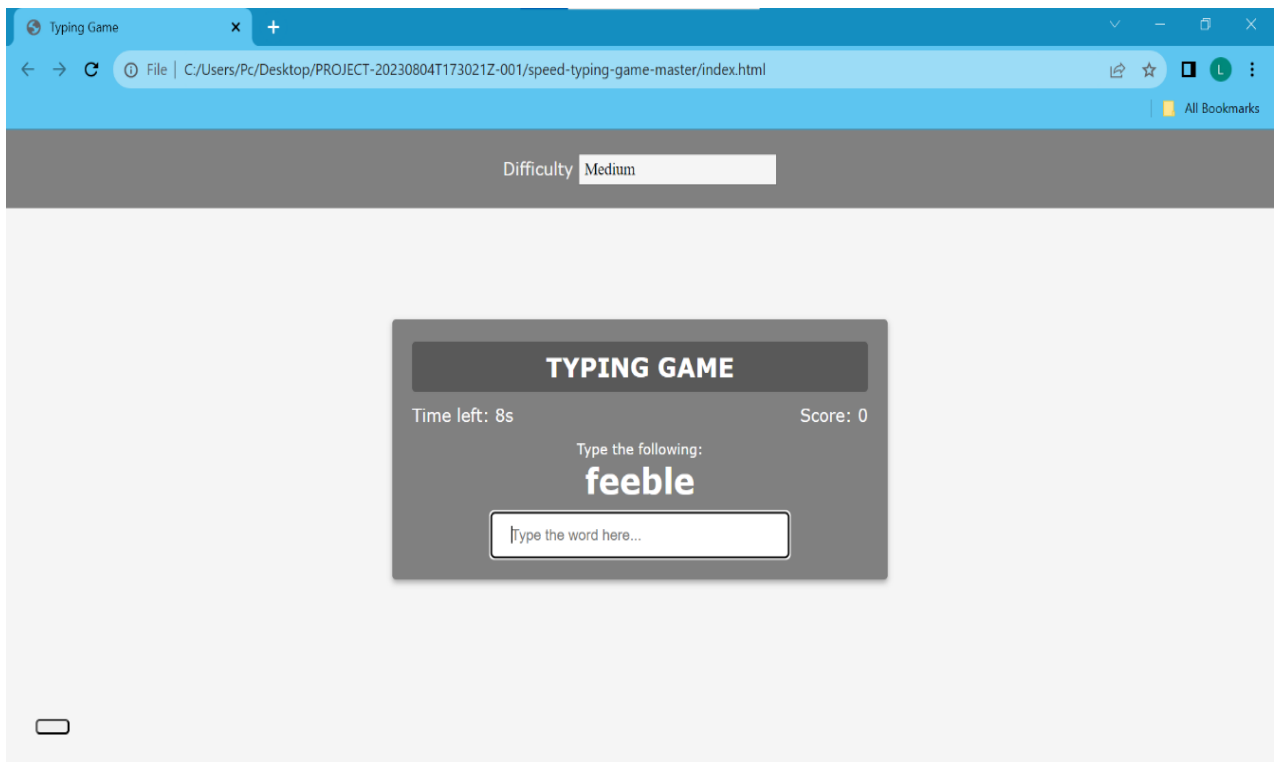 Typing Game
File | C:/Users/Pc/Desktop/PROJECT-20230804T173021Z-001/speed-typing-game-master/index.html
L
All Bookmarks
Difficulty Medium
TYPING GAME
Time left: 8s Score: 0
Type the following:
feeble
Type the word here...